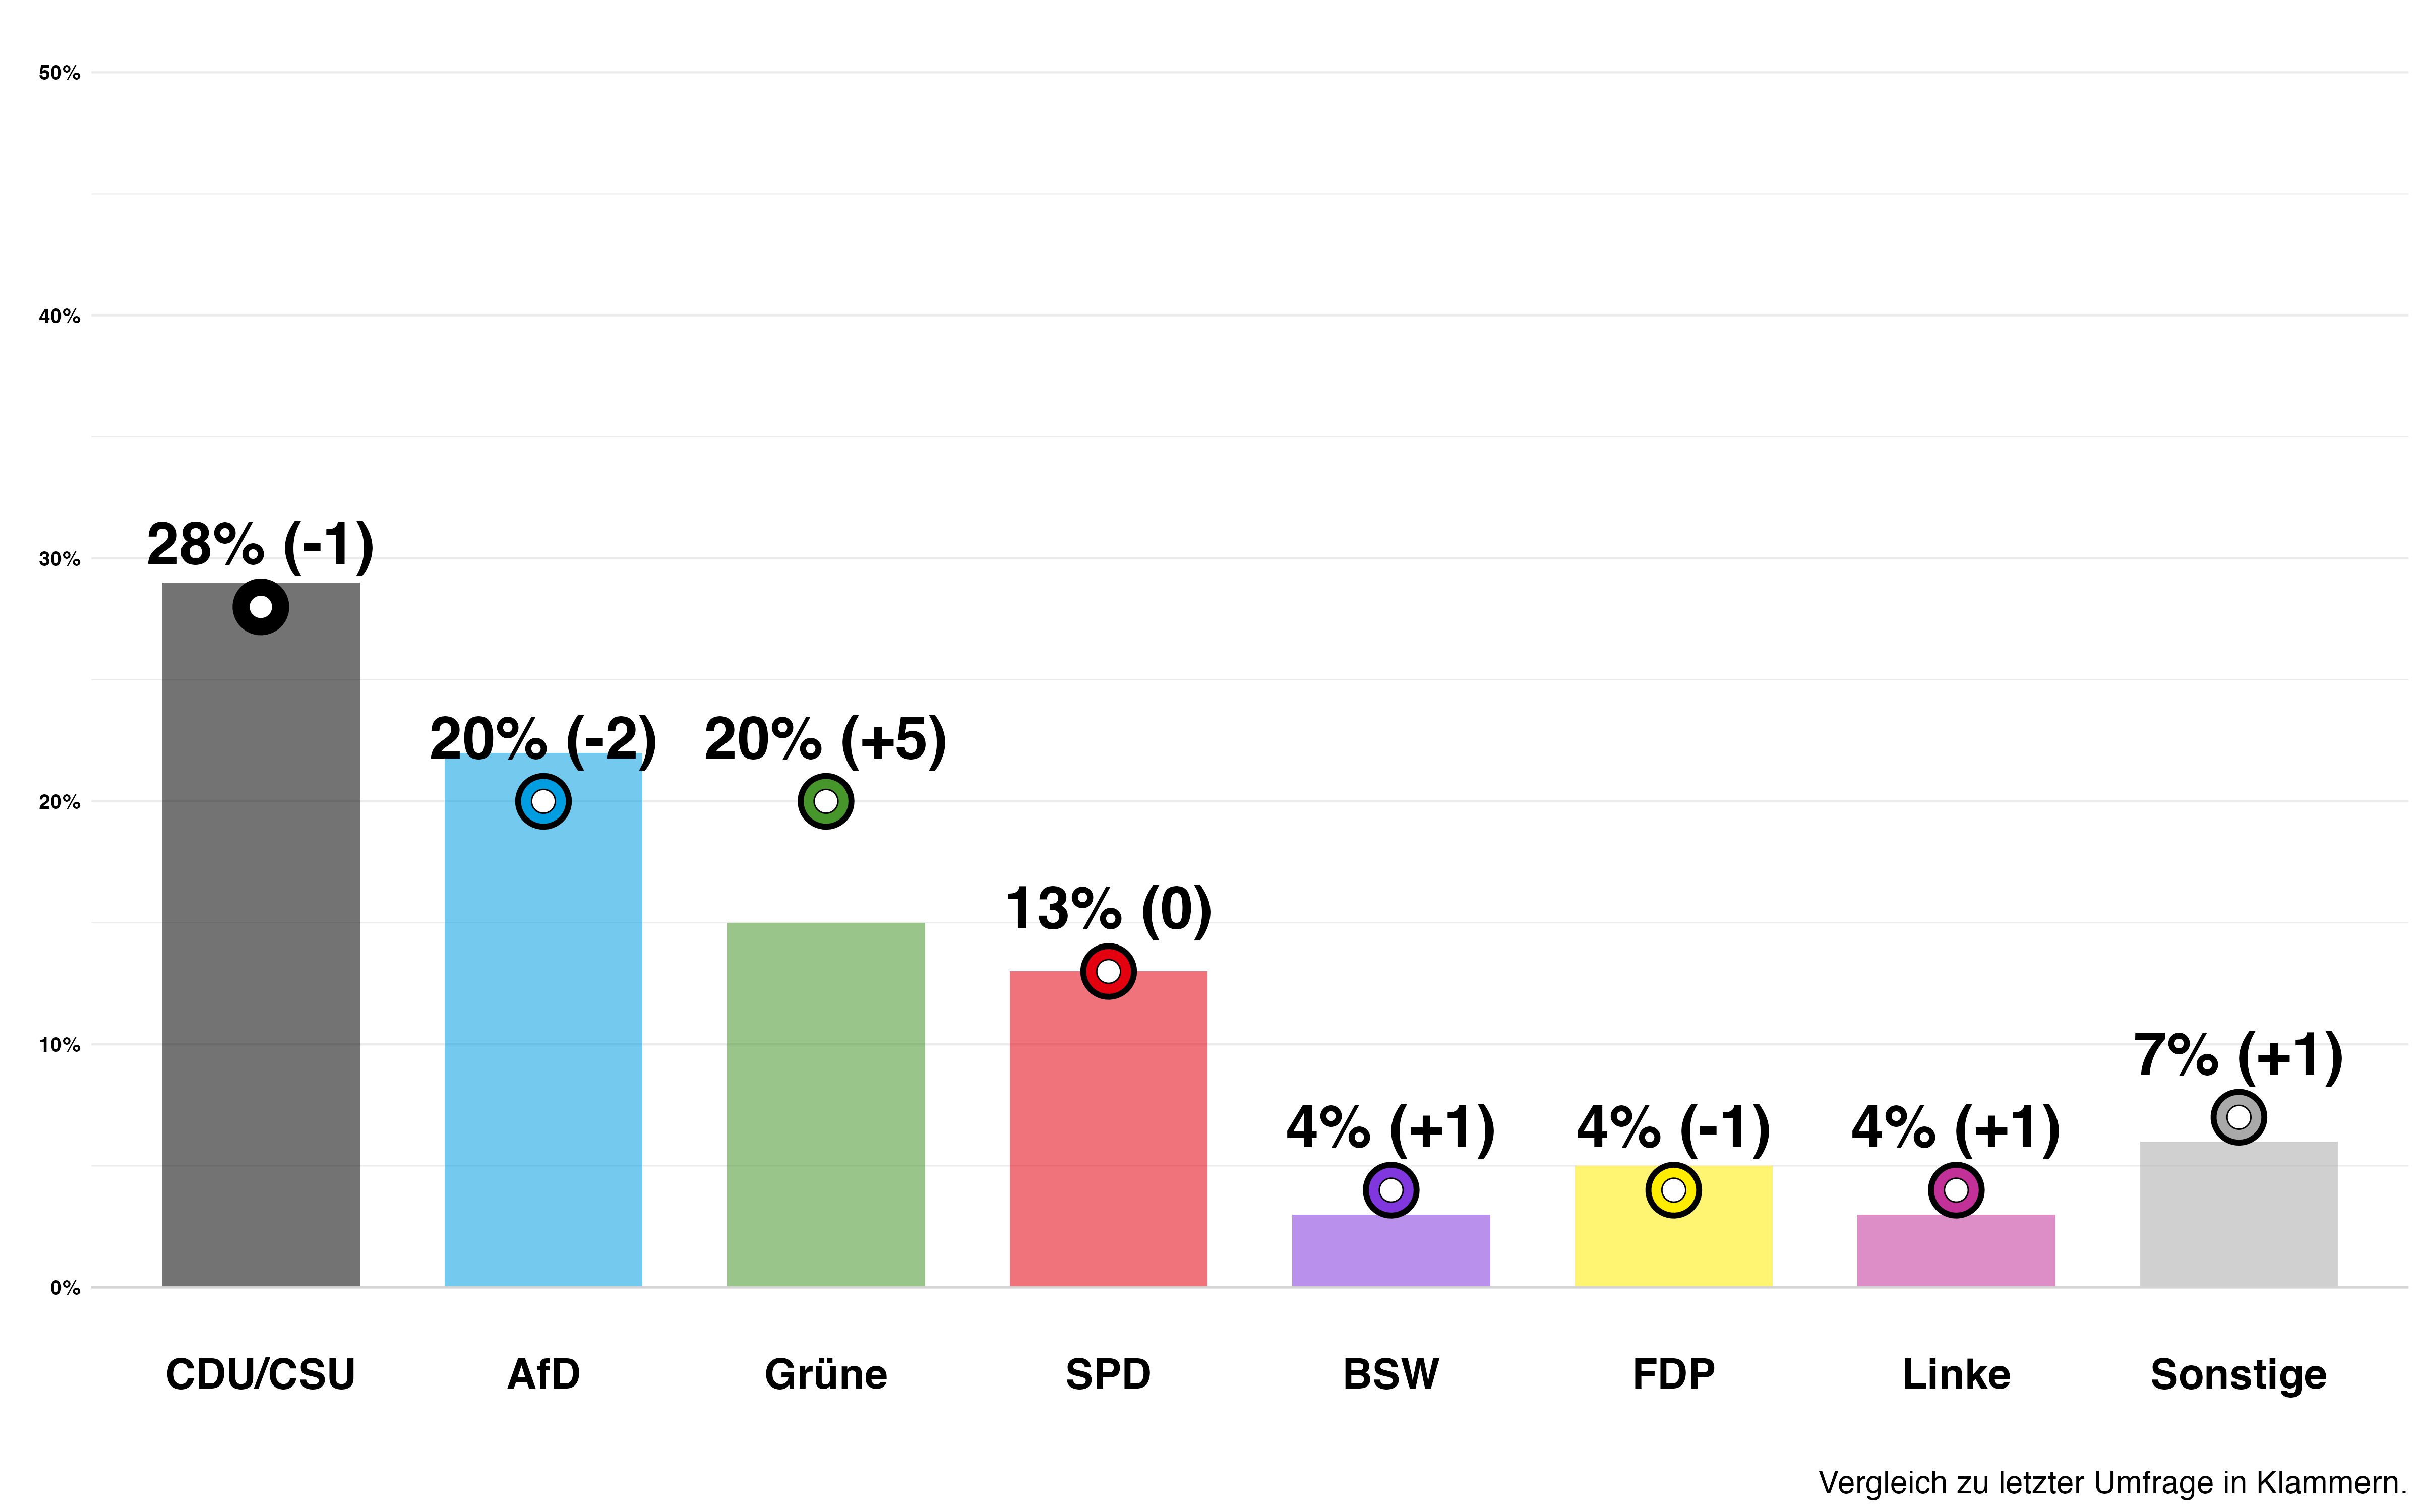 50%
40%
30%
20%
10%
0%
28% (-1)
20% (-2)
20% (+5)
13% (0)
4% (+1)
4% (-1)
4% (+1)
7% (+1)
CDU/CSU
AfD
Grüne
SPD
BSW
FDP
Linke
Sonstige
Vergleich zu letzter Umfrage in Klammern.